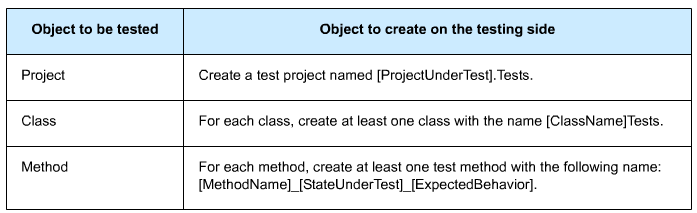 Object to be tested
Object to create on the testing side
Project
Create a test project named [ProjectUnderTest].Tests.
Class
For each class, create at least one class with the name [ClassName]Tests.
Method
For each method, create at least one test method with the following name:
[MethodName]_[StateUnderTest]_[ExpectedBehavior].